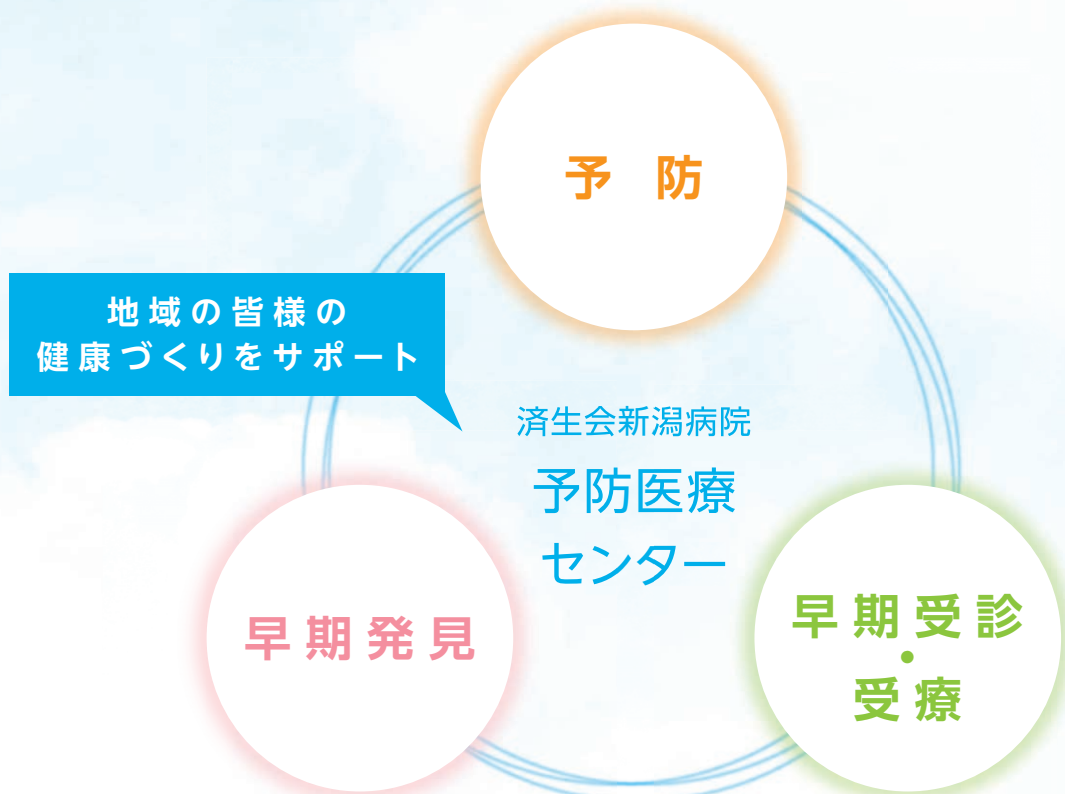 予防
地域の皆様の
健康づくりをサポート
済生会新潟病院
予防医療
センター
早期発見
早期受診
・
受療